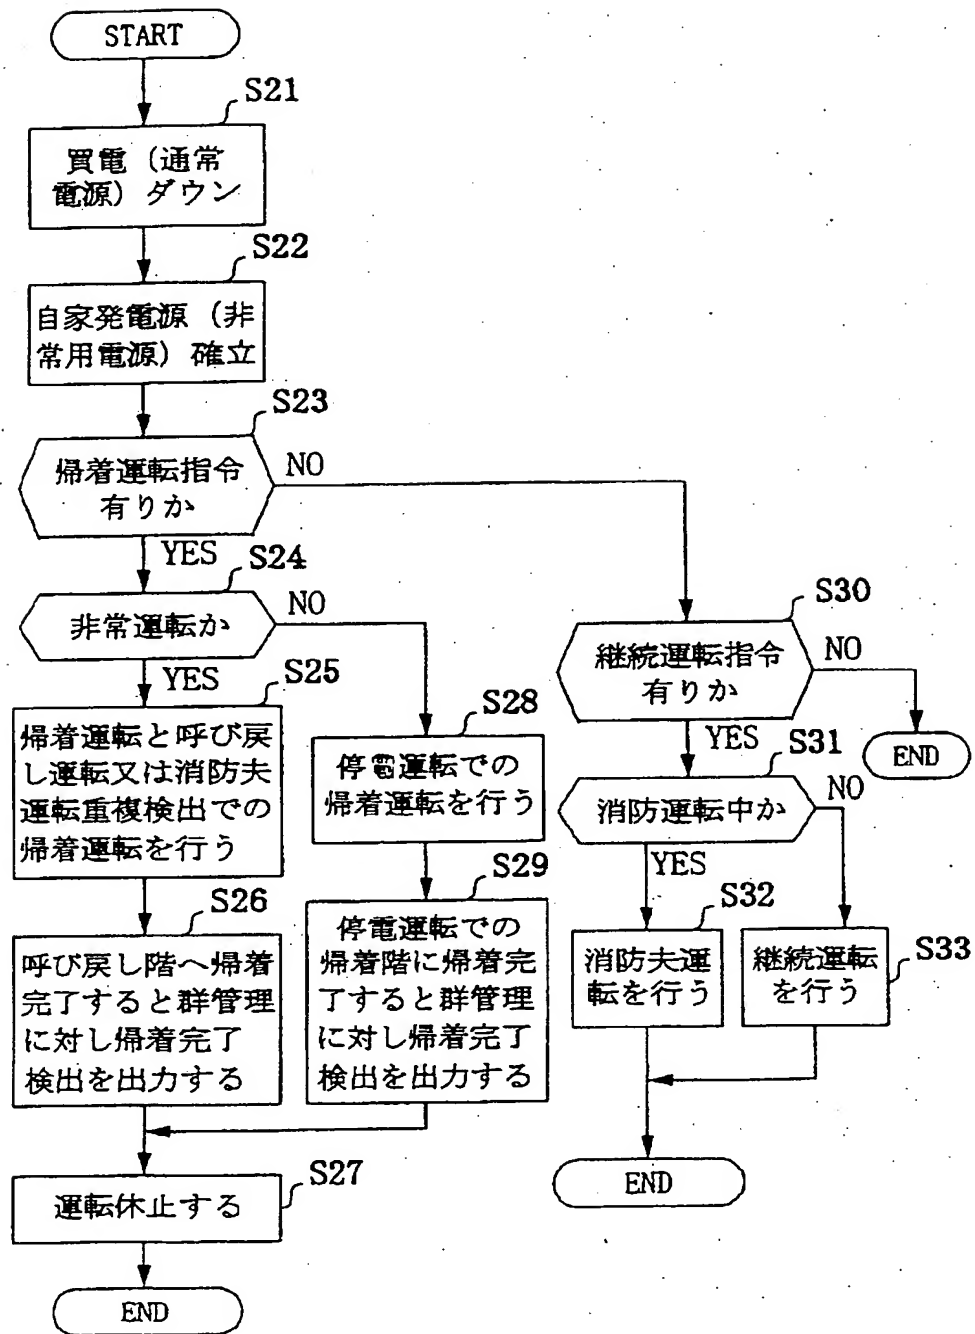 START
S21
買電（通常
電源）ダウン
S22
自家発電源（非
常用電源）確立
S23
帰着運転指令
有りか
NO
YES
S24
非常運転か
NO
YES
S25
帰着運転と呼び戻
し運転又は消防夫
運転重複検出での
帰着運転を行う
S26
呼び戻し階へ帰着
完了すると群管理
に対し帰着完了
検出を出力する
S28
停電運転での
帰着運転を行う
S29
停電運転での
帰着階に帰着完
了すると群管理
に対し帰着完了
検出を出力する
S27
運転休止する
END
S30
継続運転指令
有りか
NO
END
YES
S31
消防運転中か
NO
YES
S32
消防夫運
転を行う
継続運転
を行う
S33
END